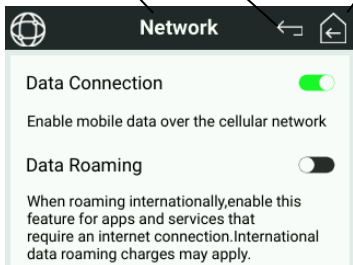 Network
Data Connection
Enable mobile data over the cellular network
Data Roaming
When roaming internationally,enable this
feature for apps and services that
require an internet connection.International
data roaming charges may apply.